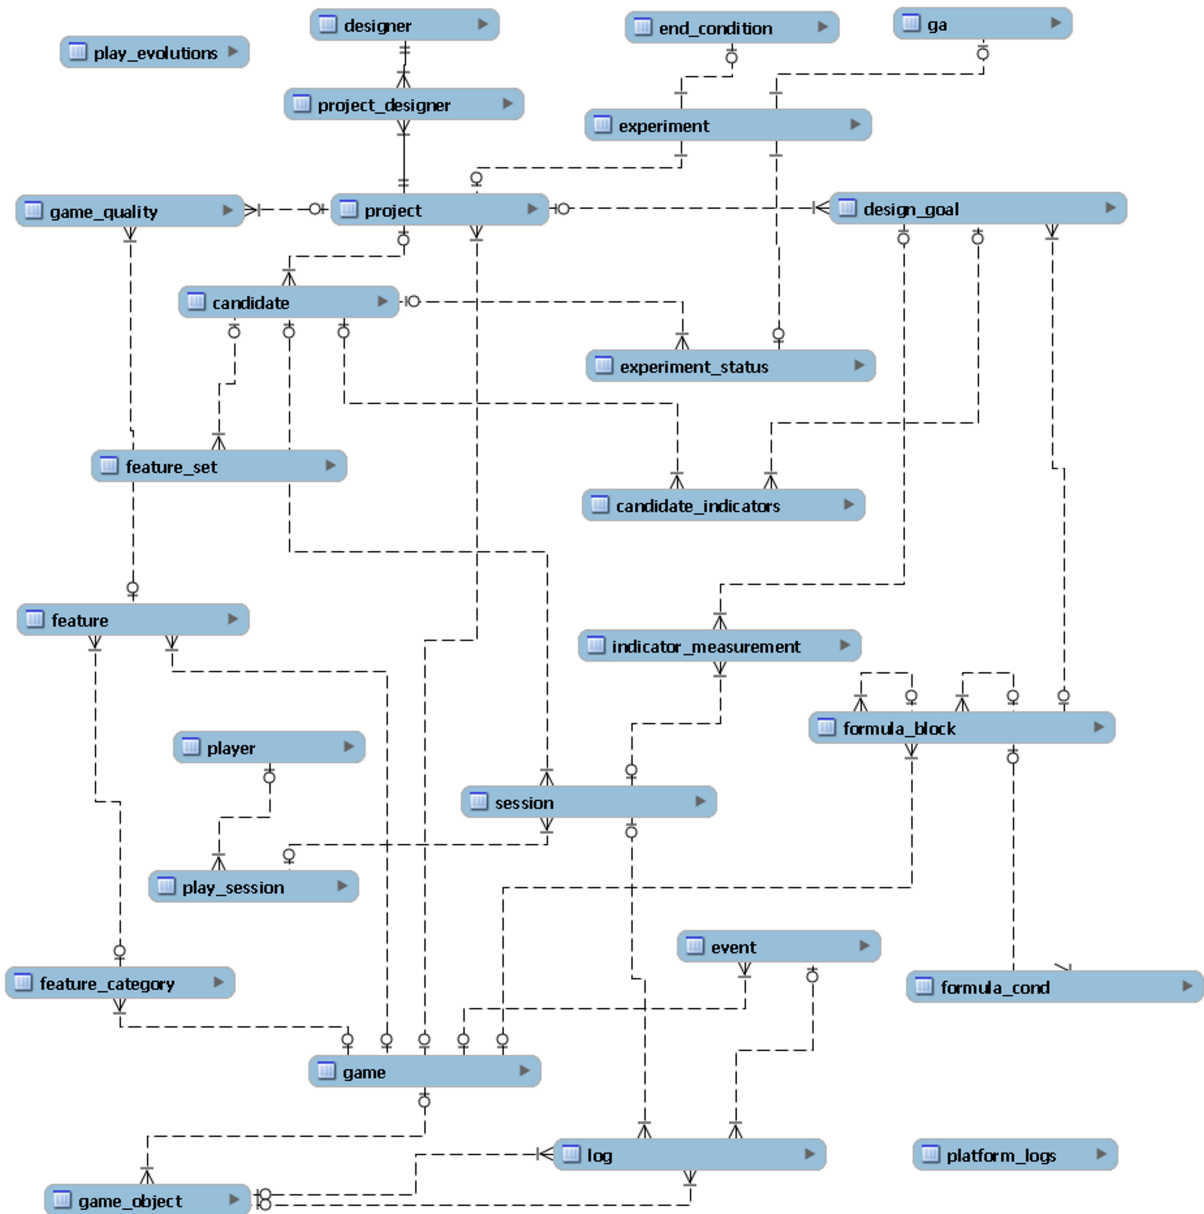 designer
end_condition
ga
play_evolutions
project_designer
experiment
game_quality
project
design_goal
candidate
experiment_status
feature_set
candidate_indicators
feature
indicator_measurement
formula_block
player
session
play_session
event
feature_category
formula_cond
game
log
platform_logs
game_object